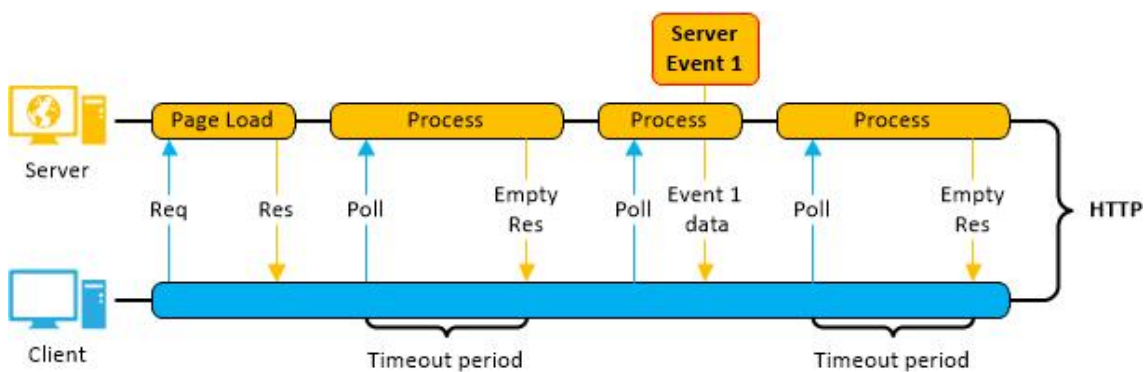 Server
Event 1
Page Load
Process
Process
Process
Server
Req
Res
Poll
Empty
Res
Poll
Event 1
data
Poll
Empty
Res
HTTP
Client
Timeout period
Timeout period